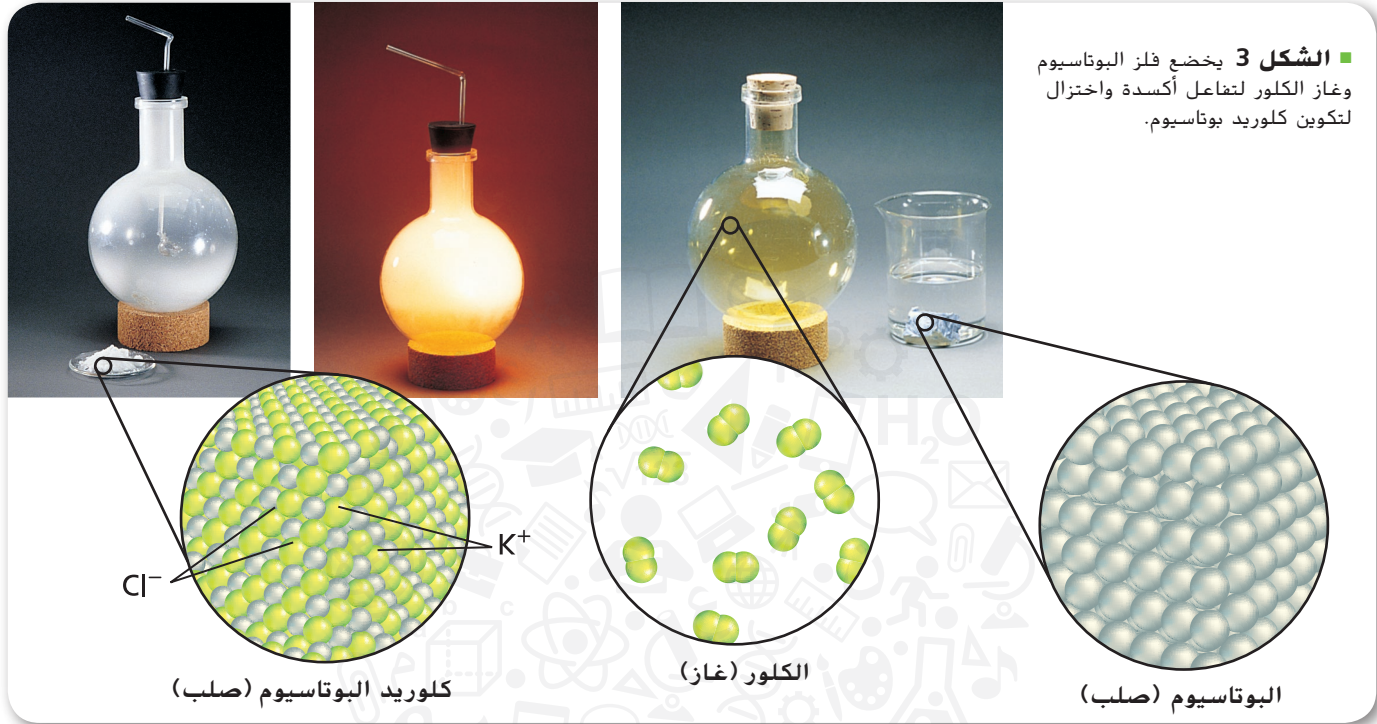 ■ الشكل 3 يخضع فلز البوتاسيوم
وغاز الكلور لتفاعل أكسدة واختزال
لتكوين كلوريد بوتاسيوم.
H₂O
K⁺
Cl⁻
البوتاسيوم (صلب)
الكلور (غاز)
كلوريد البوتاسيوم (صلب)